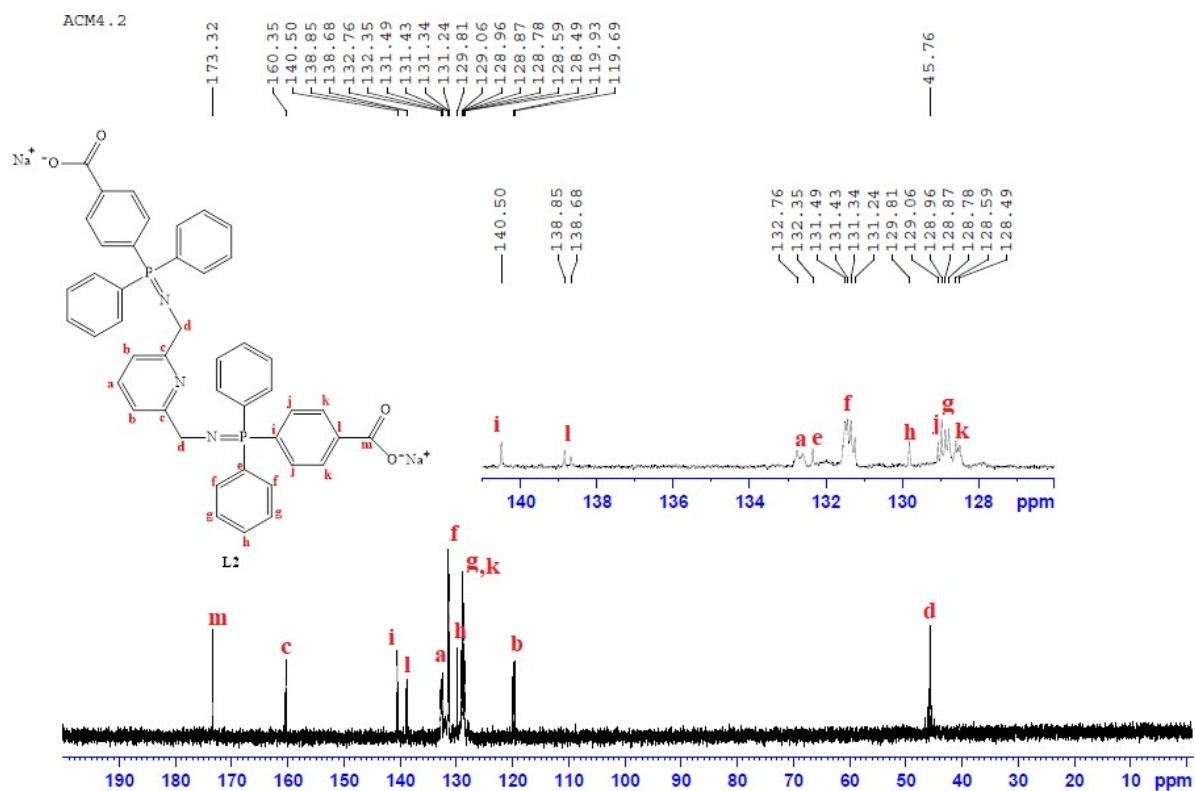 ACM4.2
173.32
160.35
140.50
138.85
138.68
132.76
132.35
131.49
131.43
131.34
131.24
129.81
129.06
128.96
128.87
128.78
128.59
128.49
119.93
119.69
45.76
Na+ -O
O
P
N
d
b c
a N
b c
d
N P
i j k l m
j k
O
O-Na+
e
f f
g g
h
L2
140.50
138.85
138.68
132.76
132.35
131.49
131.43
131.34
131.24
129.81
129.06
128.96
128.87
128.78
128.59
128.49
i l a e f h j g k
140 138 136 134 132 130 128 ppm
m c i l a f h g,k b d
190 180 170 160 150 140 130 120 110 100 90 80 70 60 50 40 30 20 10 ppm